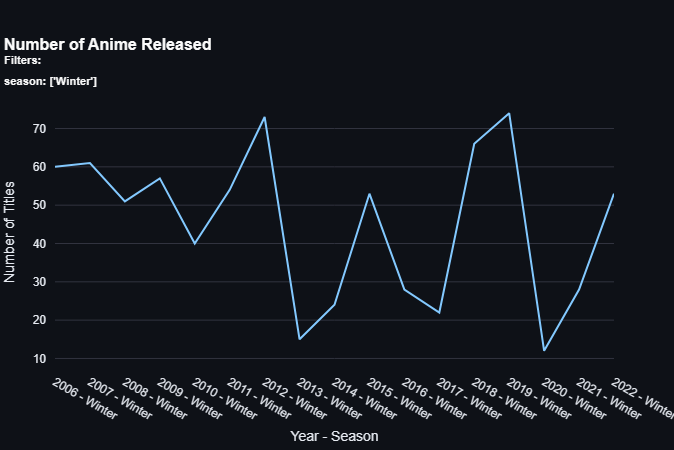 Number of Anime Released
Filters:
season: ['Winter']
70
60
50
40
30
20
10
Number of Titles
2006 - Winter
2007 - Winter
2008 - Winter
2009 - Winter
2010 - Winter
2011 - Winter
2012 - Winter
2013 - Winter
2014 - Winter
2015 - Winter
2016 - Winter
2017 - Winter
2018 - Winter
2019 - Winter
2020 - Winter
2021 - Winter
2022 - Winter
Year - Season